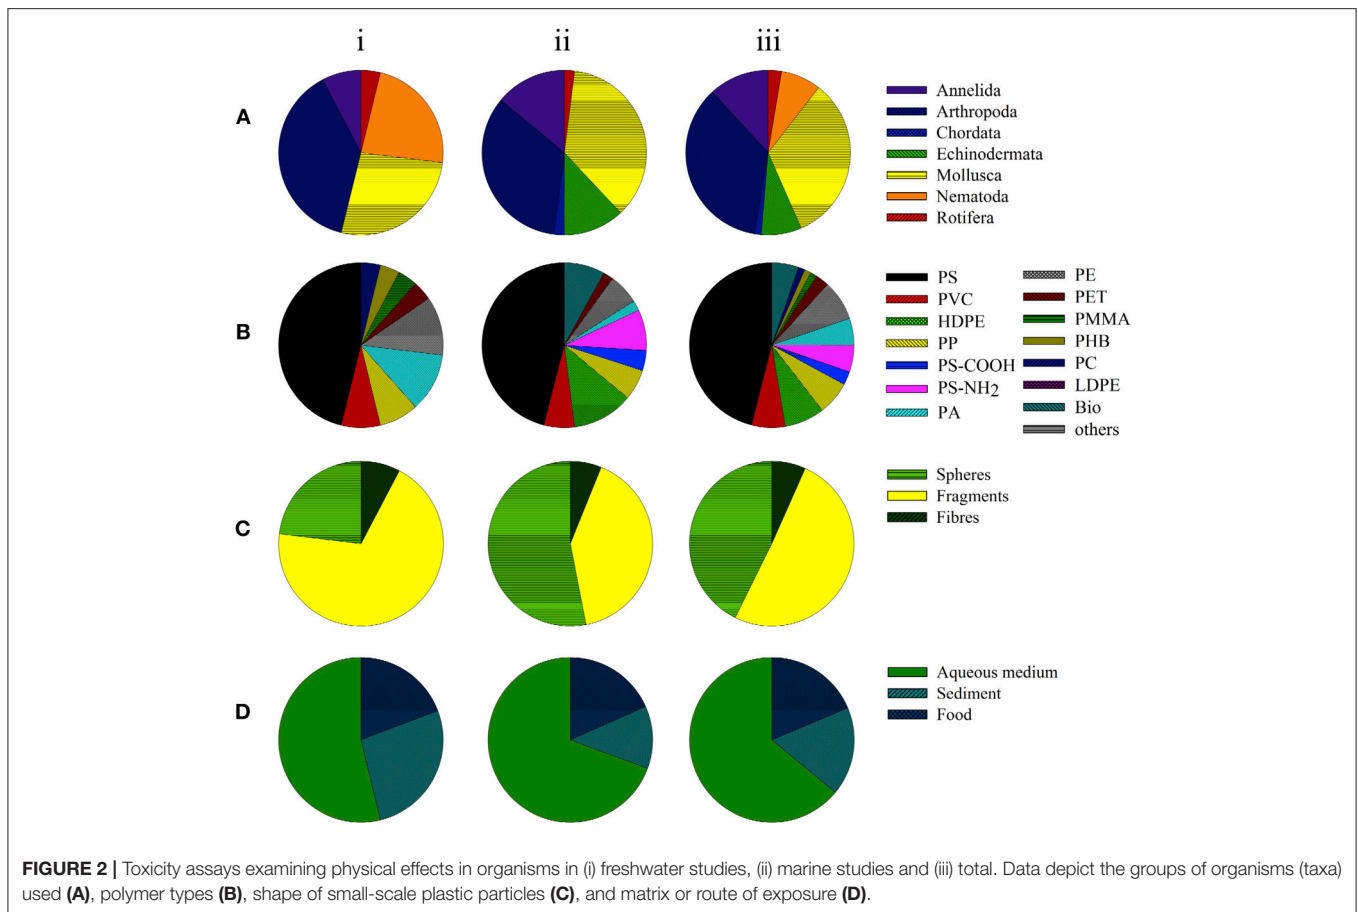 i ii iii
A
Annelida
Arthropoda
Chordata
Echinodermata
Mollusca
Nematoda
Rotifera
B
PS
PVC
HDPE
PP
PS-COOH
PS-NH2
PA
PE
PET
PMMA
PHB
PC
LDPE
Bio
others
C
Spheres
Fragments
Fibres
D
Aqueous medium
Sediment
Food
FIGURE 2 | Toxicity assays examining physical effects in organisms in (i) freshwater studies, (ii) marine studies and (iii) total. Data depict the groups of organisms (taxa)
used (A), polymer types (B), shape of small-scale plastic particles (C), and matrix or route of exposure (D).